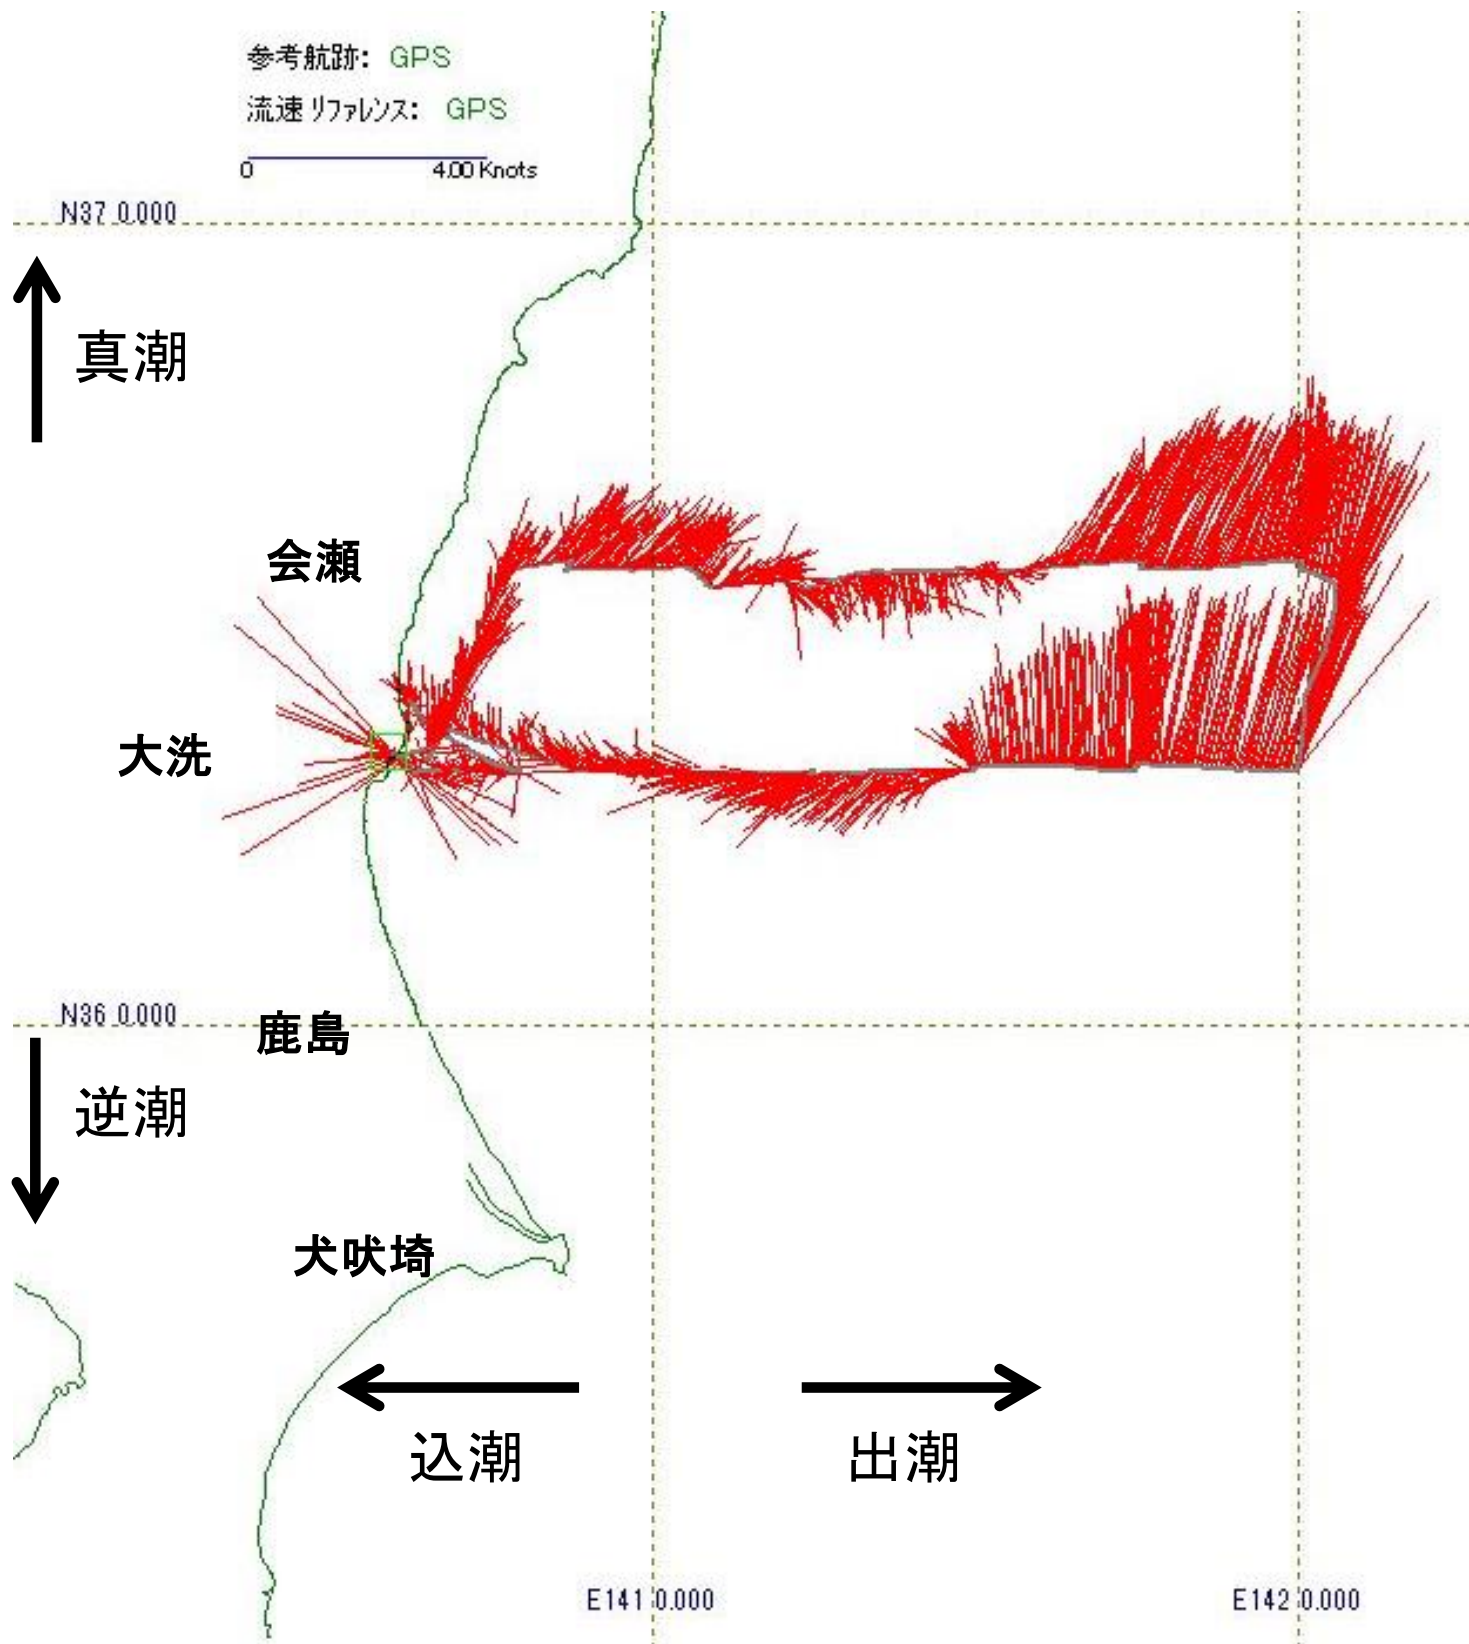 参考航跡: GPS
流速リファレンス: GPS
0 4.00 Knots
N37 0.000
真潮
会瀬
大洗
N36 0.000
鹿島
逆潮
犬吠埼
込潮
出潮
E141 0.000
E142 0.000